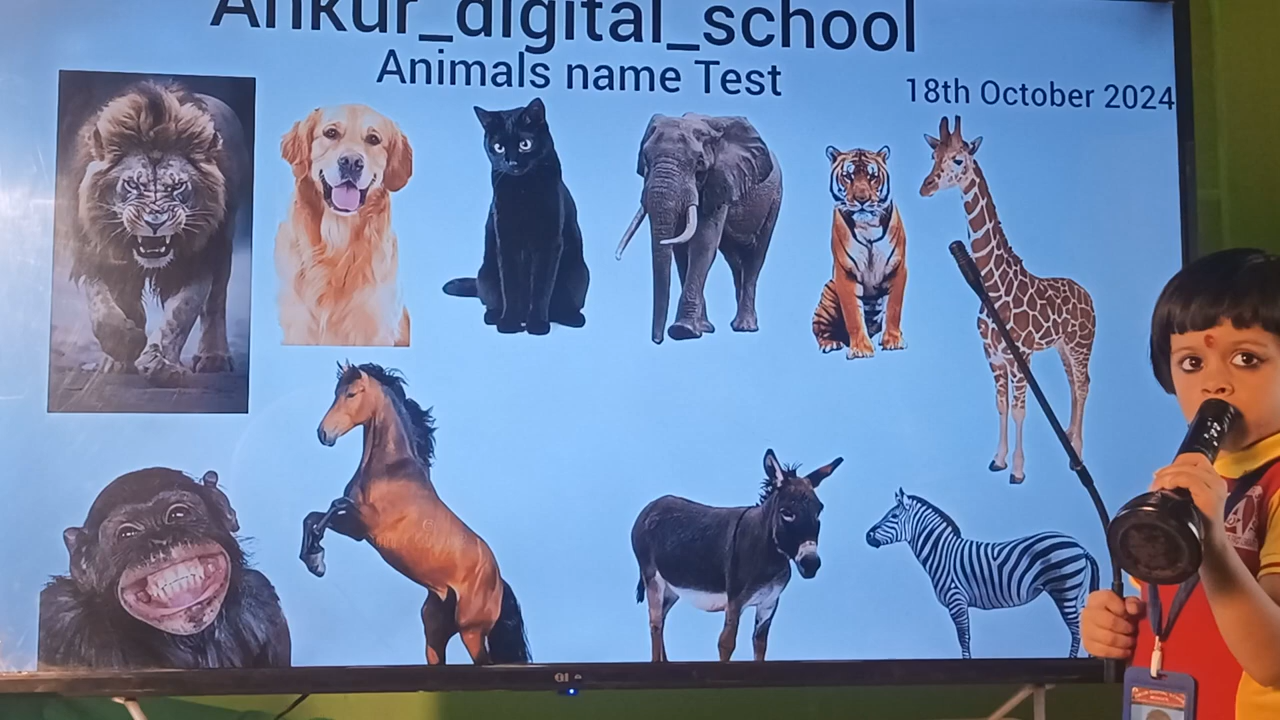 Ankur_digital_school
Animals name Test
18th October 2024